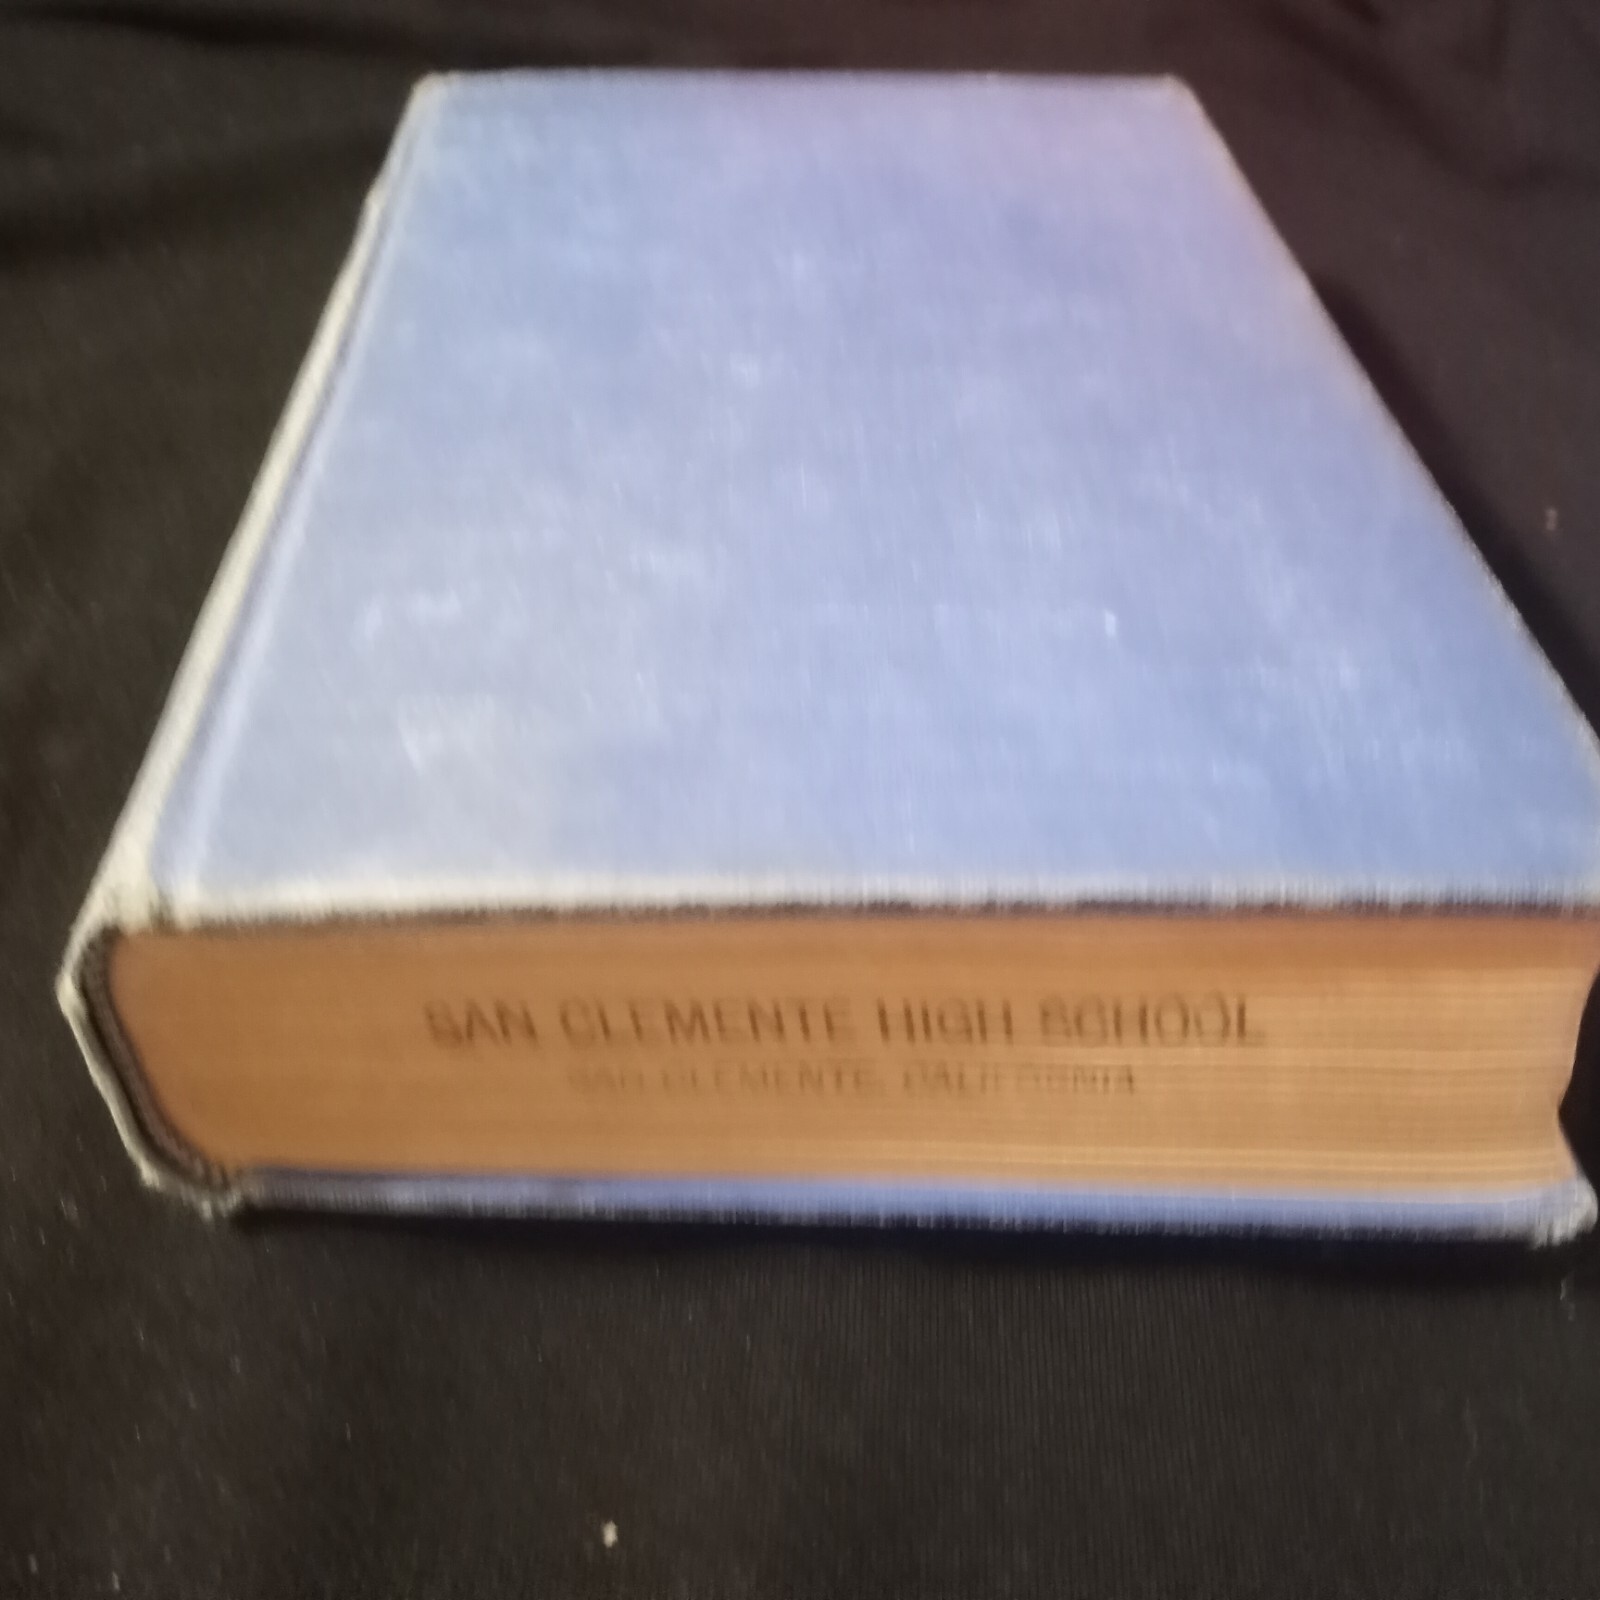 SAN CLEMENTE HIGH SCHOOL
SAN CLEMENTE, CALIFORNIA